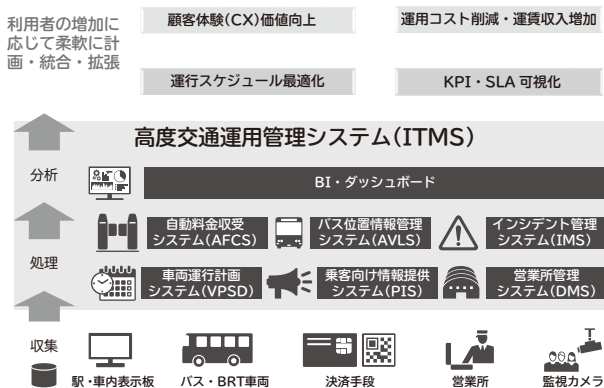 利用者の増加に
応じて柔軟に計
画・統合・拡張
顧客体験(CX)価値向上
運用コスト削減・運賃収入増加
運行スケジュール最適化
KPI・SLA 可視化
高度交通運用管理システム(ITMS)
分析
BI・ダッシュボード
自動料金収受
システム(AFCS)
バス位置情報管理
システム(AVLS)
インシデント管理
システム(IMS)
処理
車両運行計画
システム(VPSD)
乗客向け情報提供
システム(PIS)
営業所管理
システム(DMS)
収集
駅・車内表示板
バス・BRT車両
決済手段
営業所
監視カメラ